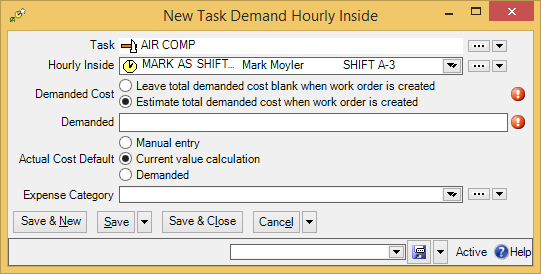 New Task Demand Hourly Inside
Task AIR COMP
Hourly Inside MARK AS SHIFT... Mark Moyler SHIFT A-3
Leave total demanded cost blank when work order is created
Demanded Cost
Estimate total demanded cost when work order is created
Demanded
Manual entry
Actual Cost Default Current value calculation
Demanded
Expense Category
Save & New Save Save & Close Cancel
Active Help